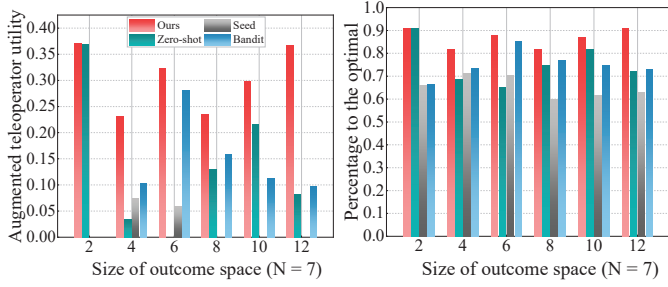 Augmented teleoperator utility
0.40
0.35
0.30
0.25
0.20
0.15
0.10
0.05
0.00
Ours Seed
Zero-shot Bandit
2 4 6 8 10 12
Size of outcome space (N = 7)
Percentage to the optimal
1.0
0.9
0.8
0.7
0.6
0.5
0.4
0.3
0.2
0.1
0.0
2 4 6 8 10 12
Size of outcome space (N = 7)